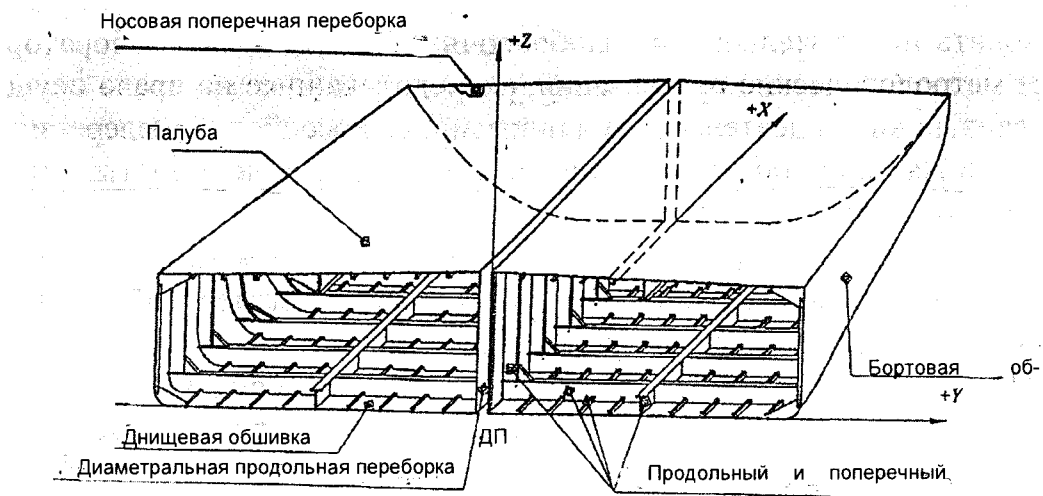 Носовая поперечная переборка
+Z
+X
Палуба
Бортовая об-
+Y
Днищевая обшивка
ДП
Диаметральная продольная переборка
Продольный и поперечный